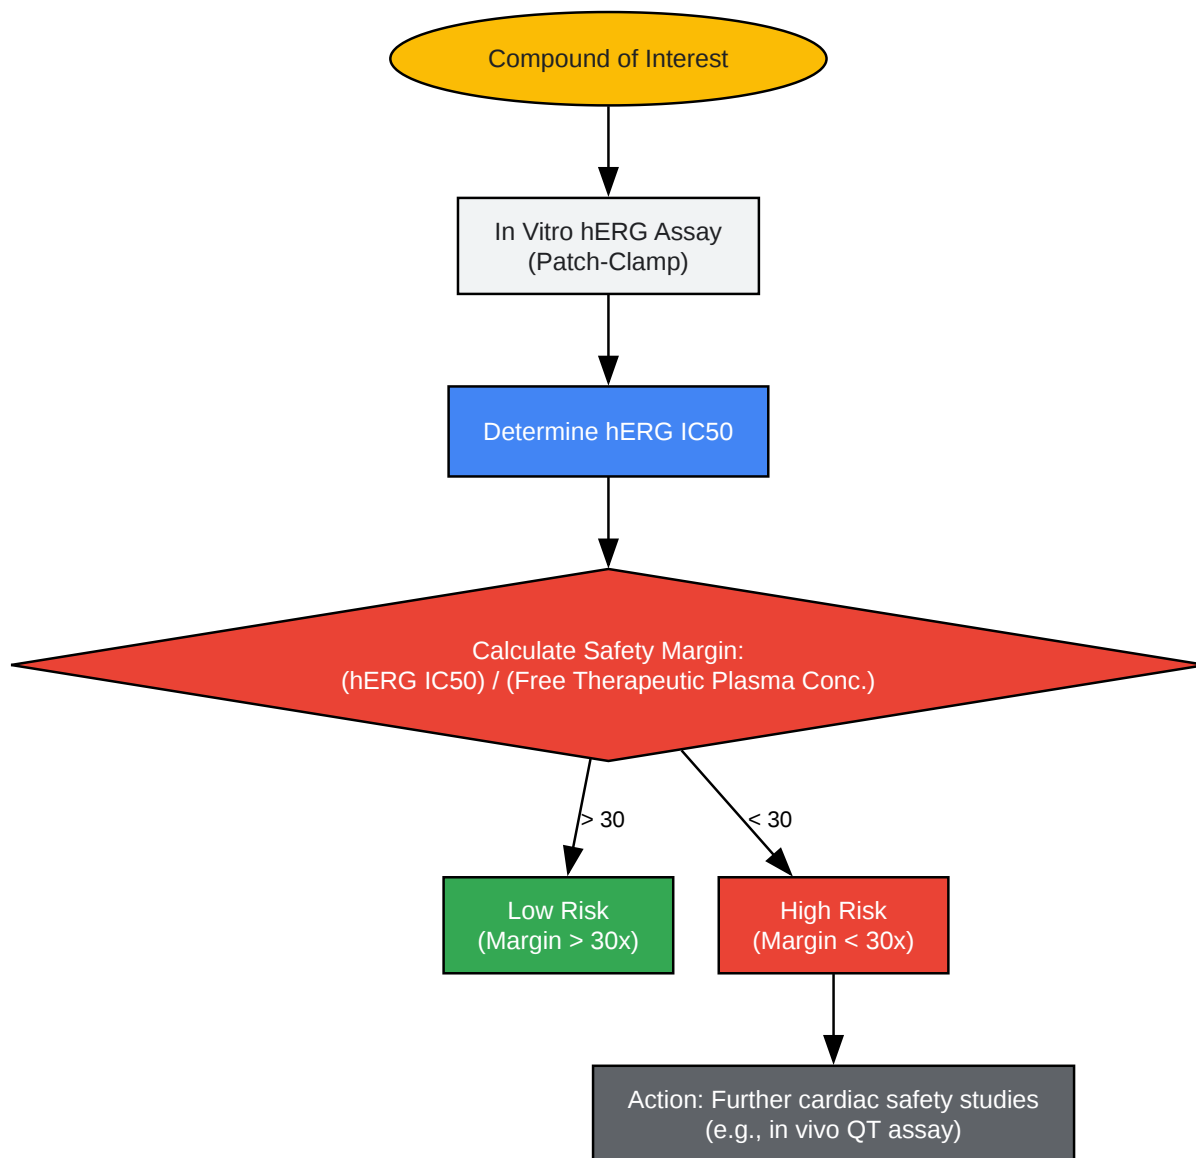 Compound of Interest
In Vitro hERG Assay
(Patch-Clamp)
Determine hERG IC50
Calculate Safety Margin:
(hERG IC50) / (Free Therapeutic Plasma Conc.)
> 30
< 30
Low Risk
(Margin > 30x)
High Risk
(Margin < 30x)
Action: Further cardiac safety studies
(e.g., in vivo QT assay)